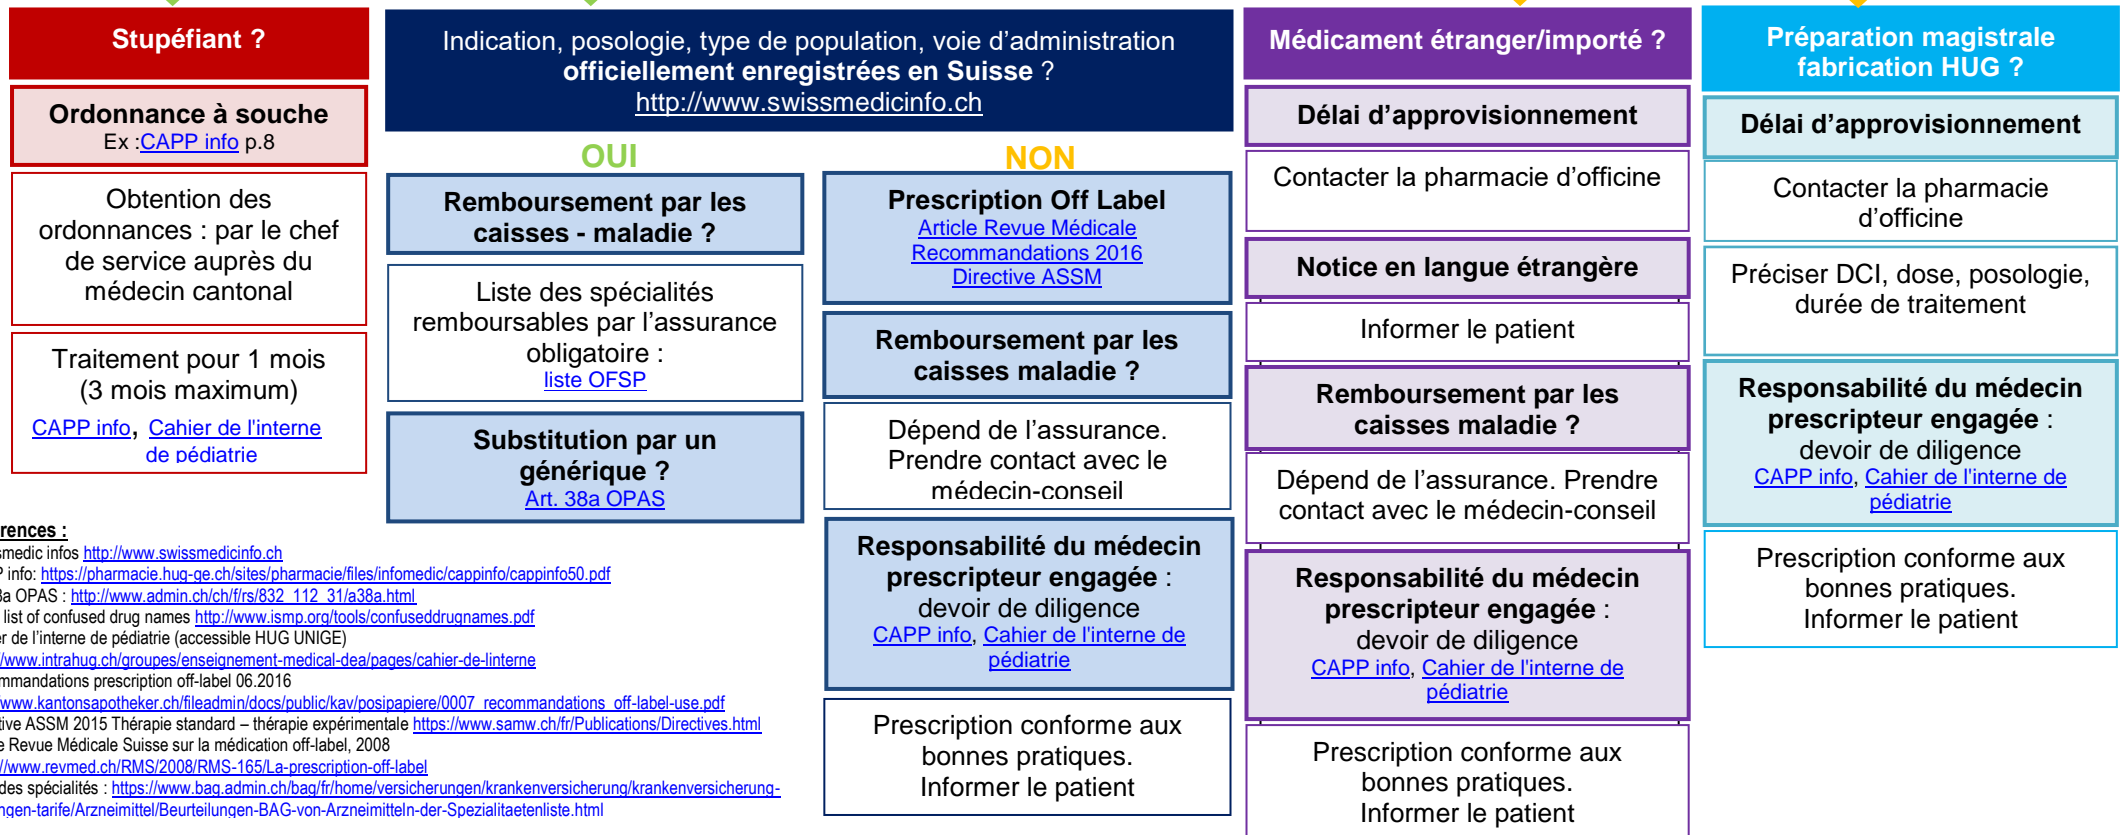 Stupéfiant ?
Ordonnance à souche
Ex :CAPP info p.8
Obtention des
ordonnances : par le chef
de service auprès du
médecin cantonal
Traitement pour 1 mois
(3 mois maximum)
CAPP info, Cahier de l'interne
de pédiatrie
Indication, posologie, type de population, voie d'administration
officiellement enregistrées en Suisse ?
http://www.swissmedicinfo.ch
OUI
Remboursement par les
caisses - maladie ?
Liste des spécialités
remboursables par l'assurance
obligatoire :
liste OFSP
Substitution par un
générique ?
Art. 38a OPAS
NON
Prescription Off Label
Article Revue Médicale
Recommandations 2016
Directive ASSM
Remboursement par les
caisses maladie ?
Dépend de l'assurance.
Prendre contact avec le
médecin-conseil
Responsabilité du médecin
prescripteur engagée :
devoir de diligence
CAPP info, Cahier de l'interne de
pédiatrie
Prescription conforme aux
bonnes pratiques.
Informer le patient
Médicament étranger/importé ?
Délai d'approvisionnement
Contacter la pharmacie d'officine
Notice en langue étrangère
Informer le patient
Remboursement par les
caisses maladie ?
Dépend de l'assurance. Prendre
contact avec le médecin-conseil
Responsabilité du médecin
prescripteur engagée :
devoir de diligence
CAPP info, Cahier de l'interne de
pédiatrie
Prescription conforme aux
bonnes pratiques.
Informer le patient
Préparation magistrale
fabrication HUG ?
Délai d'approvisionnement
Contacter la pharmacie
d'officine
Préciser DCI, dose, posologie,
durée de traitement
Responsabilité du médecin
prescripteur engagée :
devoir de diligence
CAPP info, Cahier de l'interne de
pédiatrie
Prescription conforme aux
bonnes pratiques.
Informer le patient
rences :
smedic infos http://www.swissmedicinfo.ch
P info: https://pharmacie.hug-ge.ch/sites/pharmacie/files/infomedic/cappinfo/cappinfo50.pdf
8a OPAS : http://www.admin.ch/ch/f/rs/832_112_31/a38a.html
list of confused drug names http://www.ismp.org/tools/confuseddrugnames.pdf
er de l'interne de pédiatrie (accessible HUG UNIGE)
//www.intrahug.ch/groupes/enseignement-medical-dea/pages/cahier-de-linterne
mmandations prescription off-label 06.2016
/www.kantonsapotheker.ch/fileadmin/docs/public/kav/posipapiere/0007_recommandations_off-label-use.pdf
tive ASSM 2015 Thérapie standard – thérapie expérimentale https://www.samw.ch/fr/Publications/Directives.html
e Revue Médicale Suisse sur la médication off-label, 2008
//www.revmed.ch/RMS/2008/RMS-165/La-prescription-off-label
des spécialités : https://www.bag.admin.ch/bag/fr/home/versicherungen/krankenversicherung/krankenversicherung-
ngen-tarife/Arzneimittel/Beurteilungen-BAG-von-Arzneimitteln-der-Spezialitaetenliste.html